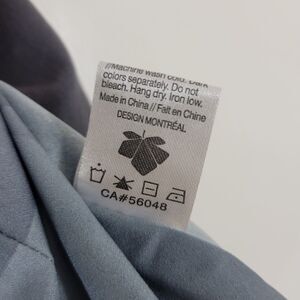 //Machine wash cold. Dark
colors separately. Do not
bleach. Hang dry. Iron low.
Made in China // Fait en Chine
DESIGN MONTRÉAL
CA#56048